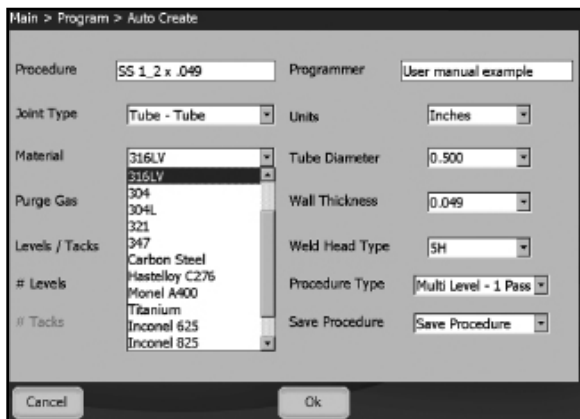 Main > Program > Auto Create
Procedure SS 1_2 x .049 Programmer User manual example
Joint Type Tube - Tube Units Inches
Material 316LV Tube Diameter 0.500
316LV
304
Purge Gas Wall Thickness 0.049
304L
321
347
Levels / Tacks Weld Head Type 5H
Carbon Steel
Hastelloy C276
# Levels Procedure Type Multi Level - 1 Pass
Monel A400
Titanium
# Tacks Save Procedure Save Procedure
Inconel 625
Inconel 825
Cancel Ok